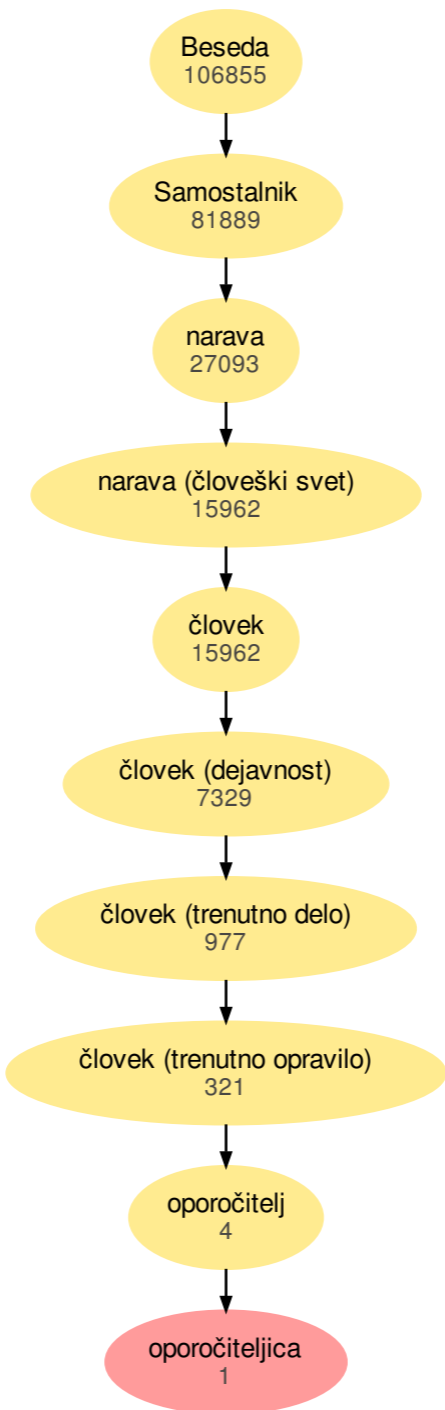 Beseda
106855
Samostalnik
81889
narava
27093
narava (človeški svet)
15962
človek
15962
človek (dejavnost)
7329
človek (trenutno delo)
977
človek (trenutno opravilo)
321
oporočitelj
4
oporočiteljica
1